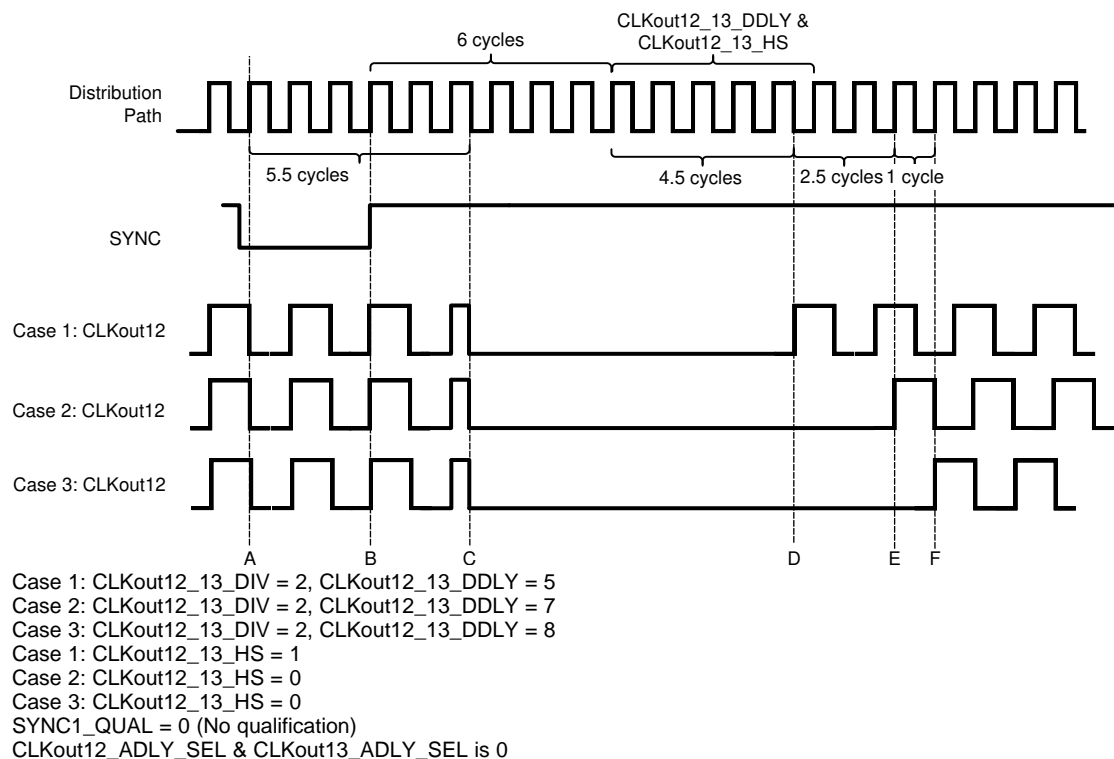 CLKout12_13_DDLY &
CLKout12_13_HS
6 cycles
Distribution
Path
5.5 cycles
4.5 cycles
2.5 cycles
1 cycle
SYNC
Case 1: CLKout12
Case 2: CLKout12
Case 3: CLKout12
A
B
C
D
E
F
Case 1: CLKout12_13_DIV = 2, CLKout12_13_DDLY = 5
Case 2: CLKout12_13_DIV = 2, CLKout12_13_DDLY = 7
Case 3: CLKout12_13_DIV = 2, CLKout12_13_DDLY = 8
Case 1: CLKout12_13_HS = 1
Case 2: CLKout12_13_HS = 0
Case 3: CLKout12_13_HS = 0
SYNC1_QUAL = 0 (No qualification)
CLKout12_ADLY_SEL & CLKout13_ADLY_SEL is 0